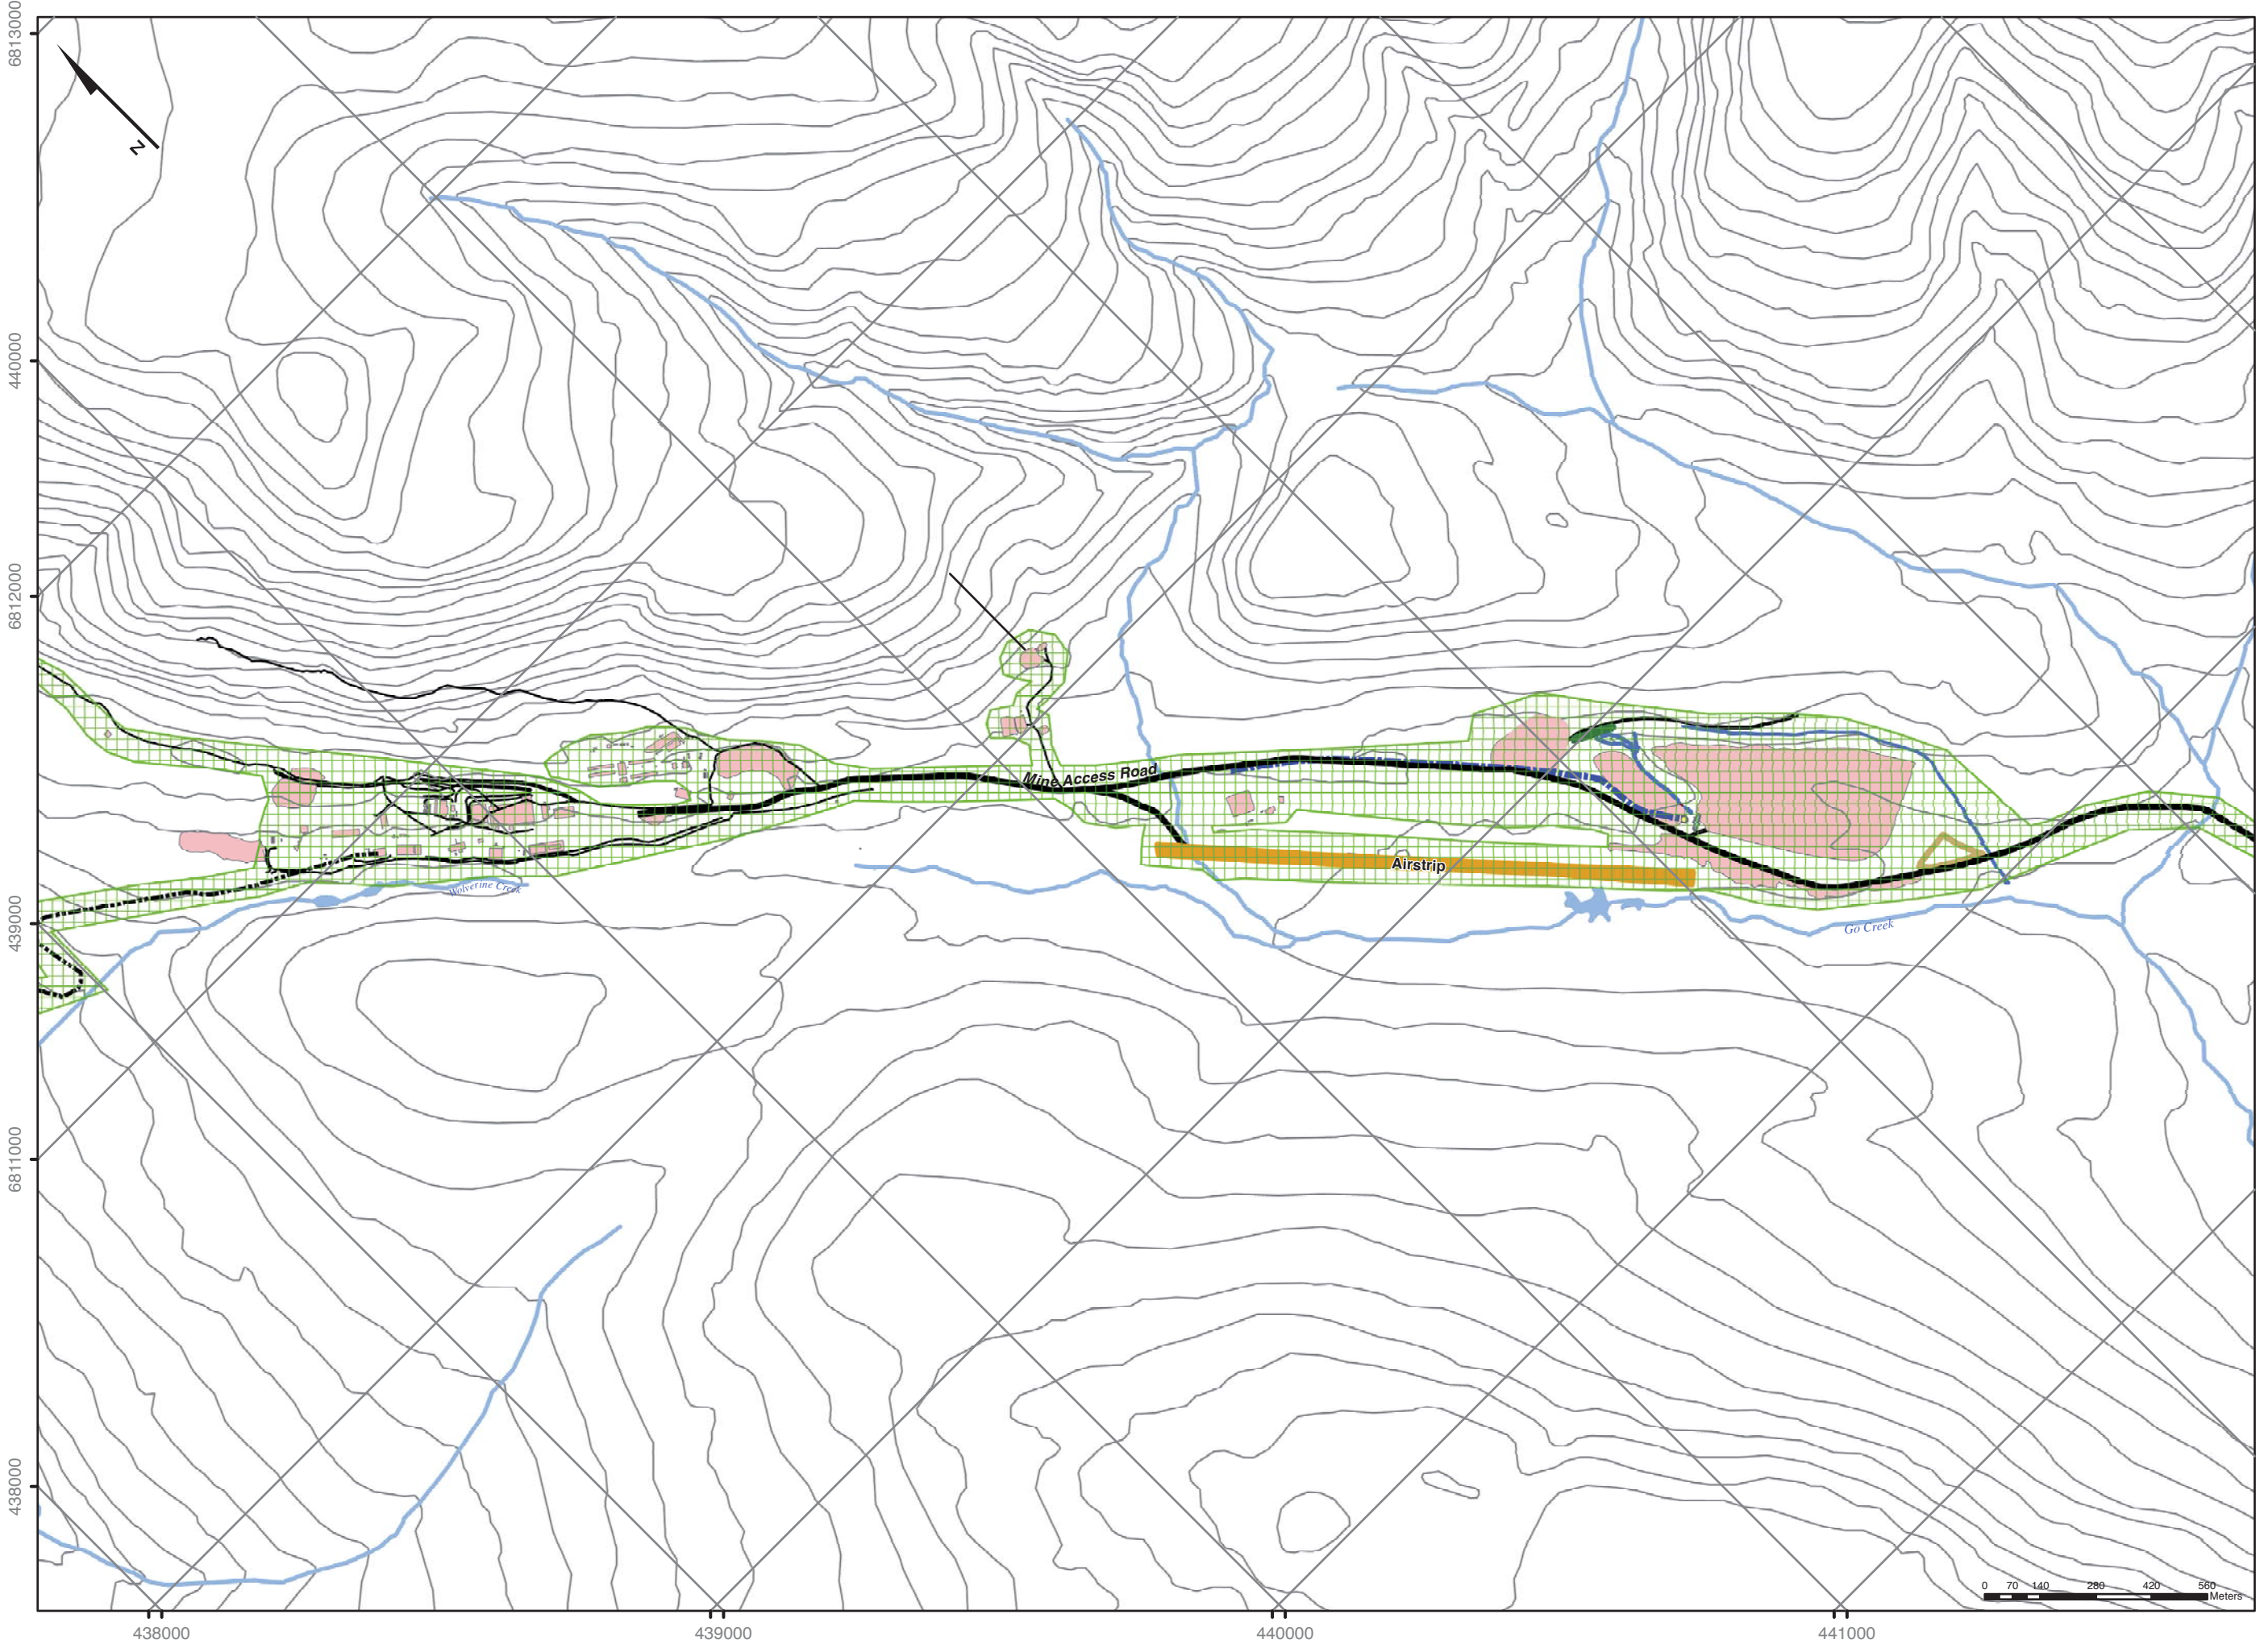 6813000
440000
6812000
439000
6811000
438000
N
Mine Access Road
Airstrip
Wolverine Creek
Go Creek
0 70 140 280 420 560
Meters
438000 439000 440000 441000